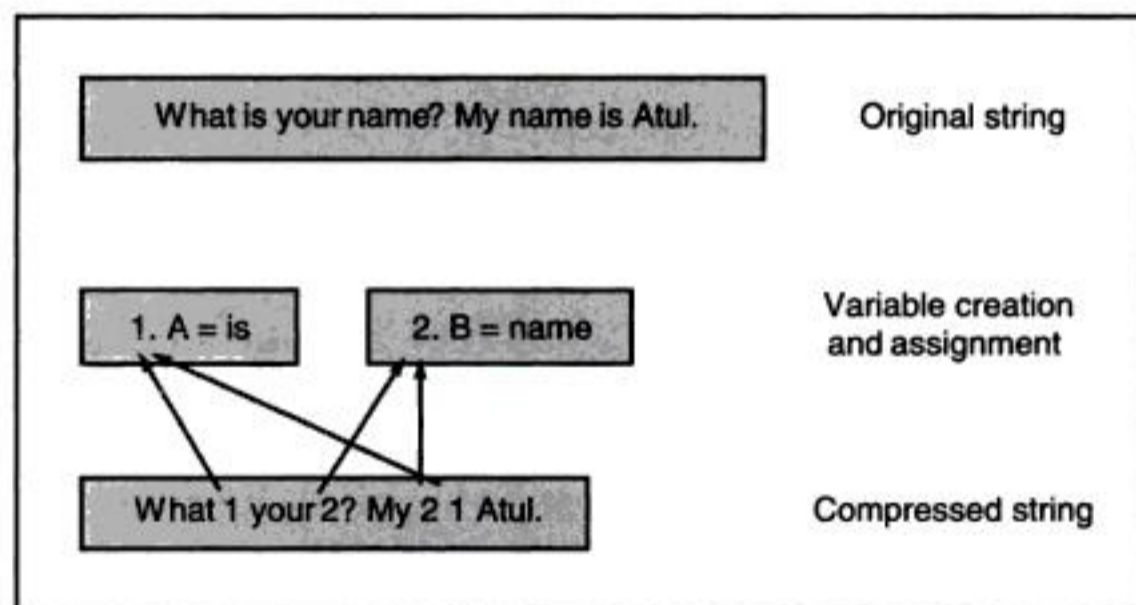 What is your name? My name is Atul.
Original string
1. A = is
2. B = name
Variable creation
and assignment
What 1 your 2? My 2 1 Atul.
Compressed string